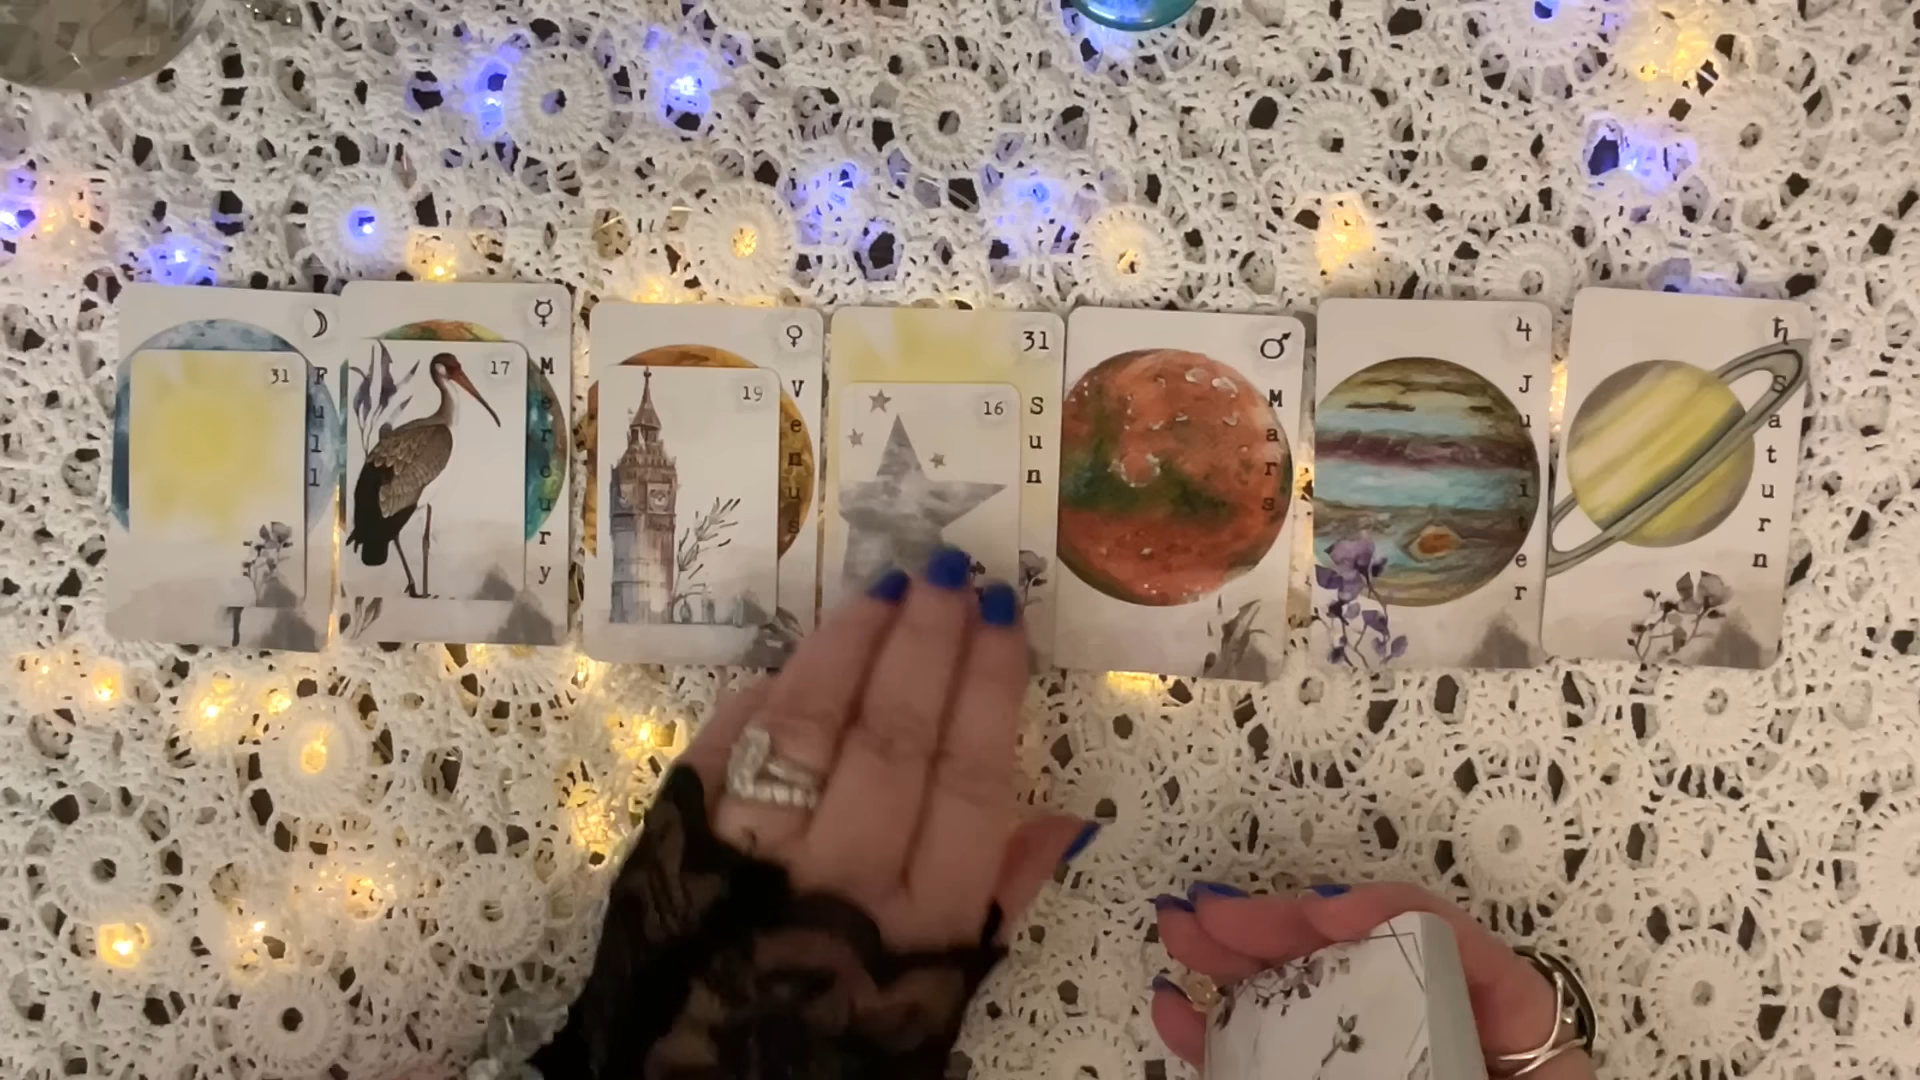 31
☽
Full
17
☿
Mercury
19
♀
Venus
16
31
Sun
♂
Mars
4
Jupiter
♄
Saturn